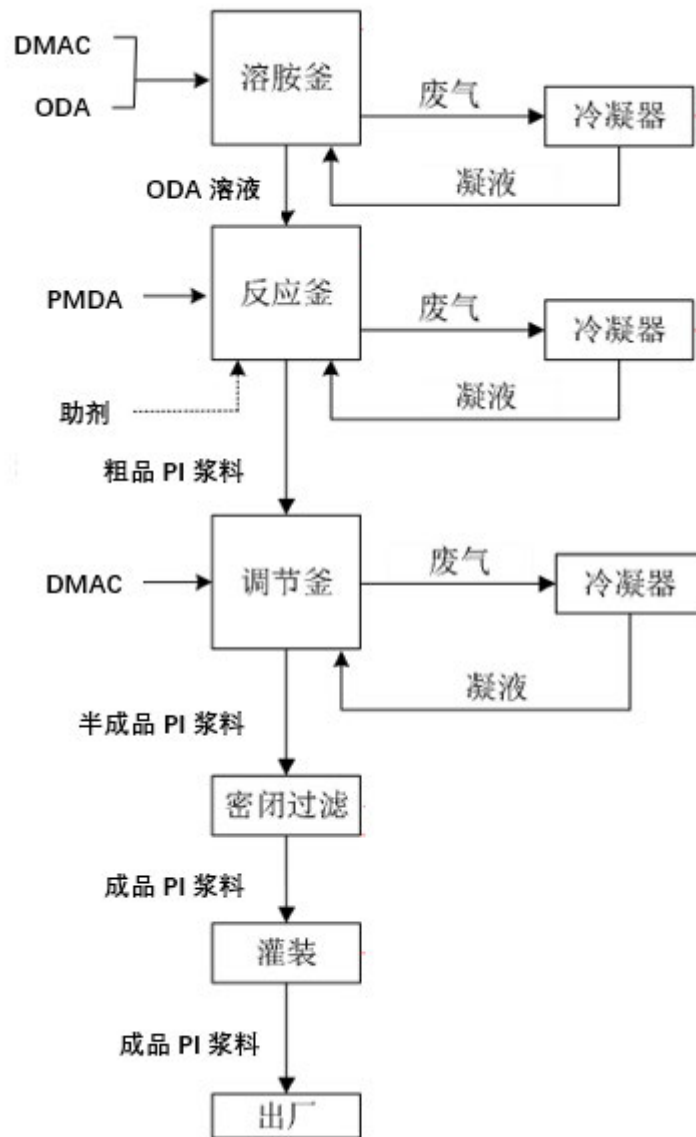 DMAC
ODA
溶胺釜
废气
冷凝器
凝液
ODA 溶液
PMDA
反应釜
废气
冷凝器
凝液
助剂
粗品 PI 浆料
DMAC
调节釜
废气
冷凝器
凝液
半成品 PI 浆料
密闭过滤
成品 PI 浆料
灌装
成品 PI 浆料
出厂